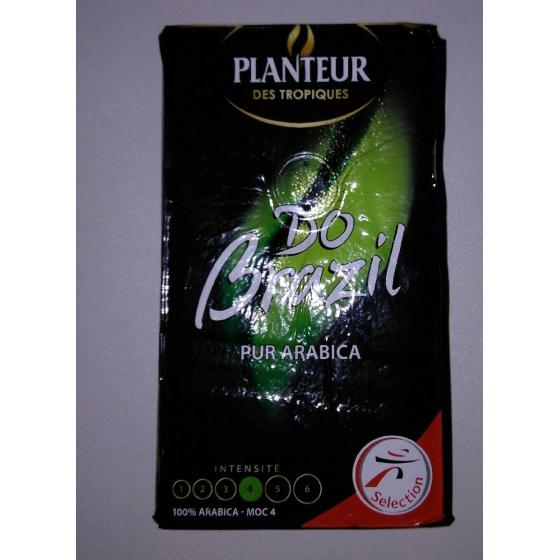 PLANTEUR
DES TROPIQUES
DO
Brazil
PUR ARABICA
INTENSITÉ
1 2 3 4 5 6
100% ARABICA - MOC 4
Selection